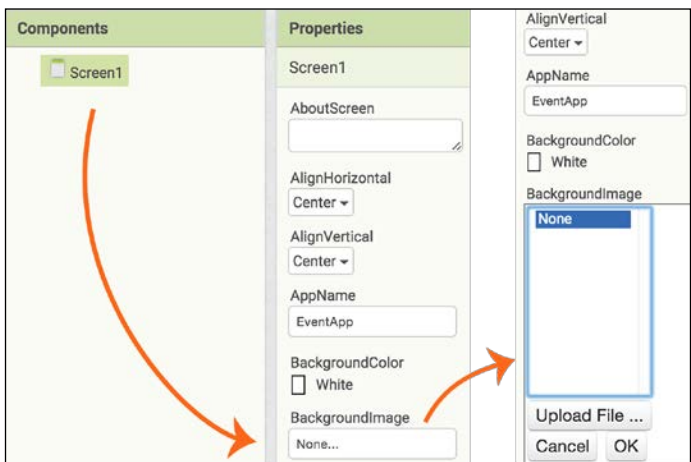 Components
Screen1
Properties
Screen1
AboutScreen
AlignHorizontal
Center
AlignVertical
Center
AppName
EventApp
BackgroundColor
White
BackgroundImage
None...
AlignVertical
Center
AppName
EventApp
BackgroundColor
White
BackgroundImage
None
Upload File ...
Cancel OK